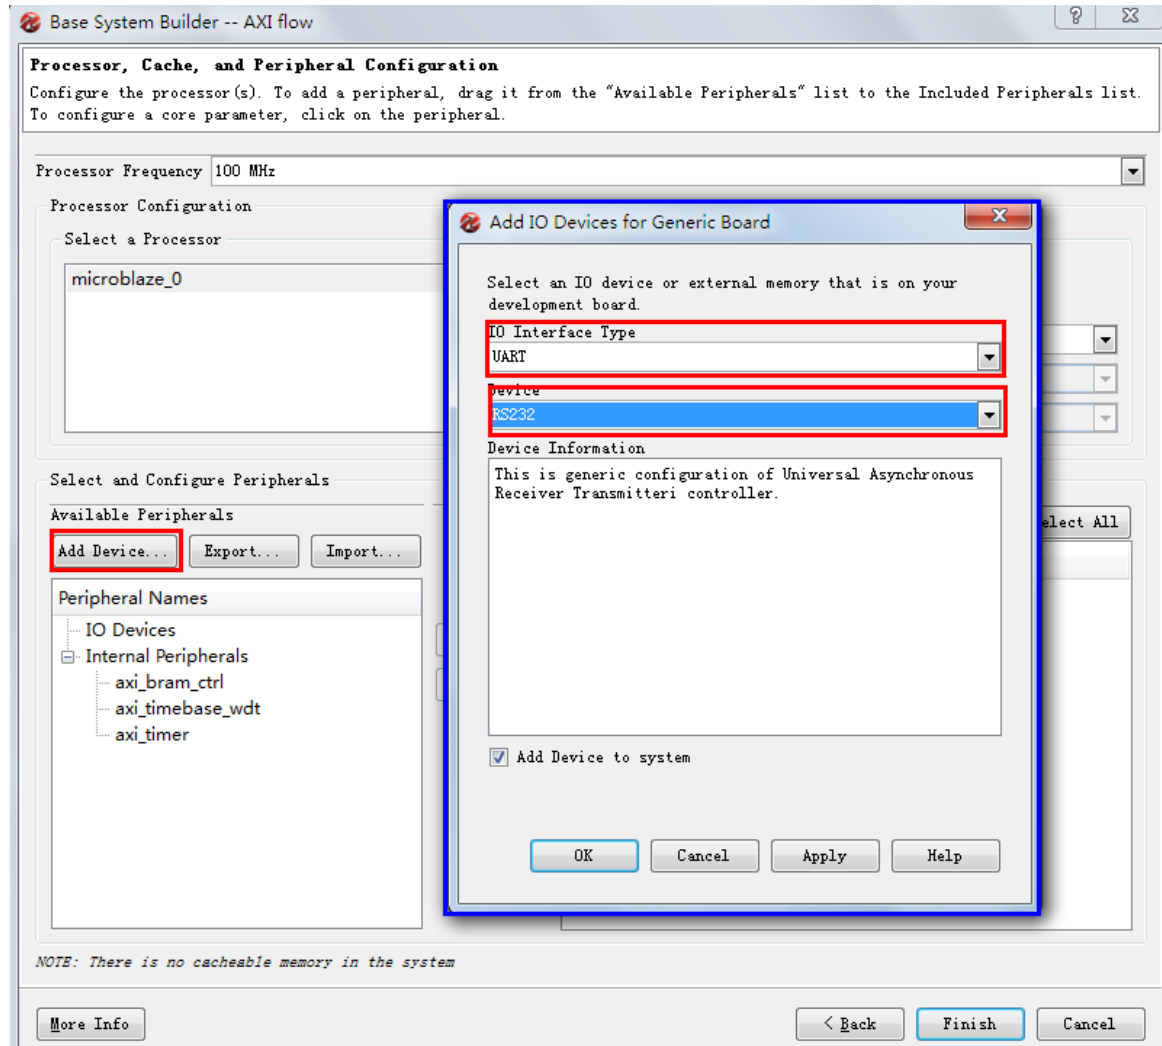 Base System Builder -- AXI flow
Processor, Cache, and Peripheral Configuration
Configure the processor(s). To add a peripheral, drag it from the "Available Peripherals" list to the Included Peripherals list.
To configure a core parameter, click on the peripheral.
Processor Frequency 100 MHz
Processor Configuration
Select a Processor
microblaze_0
Select and Configure Peripherals
Available Peripherals
Add Device... Export... Import...
Peripheral Names
IO Devices
Internal Peripherals
axi_bram_ctrl
axi_timebase_wdt
axi_timer
elect All
Add IO Devices for Generic Board
Select an IO device or external memory that is on your
development board.
IO Interface Type
UART
Device
RS232
Device Information
This is generic configuration of Universal Asynchronous
Receiver Transmitteri controller.
Add Device to system
OK Cancel Apply Help
NOTE: There is no cacheable memory in the system
More Info < Back Finish Cancel